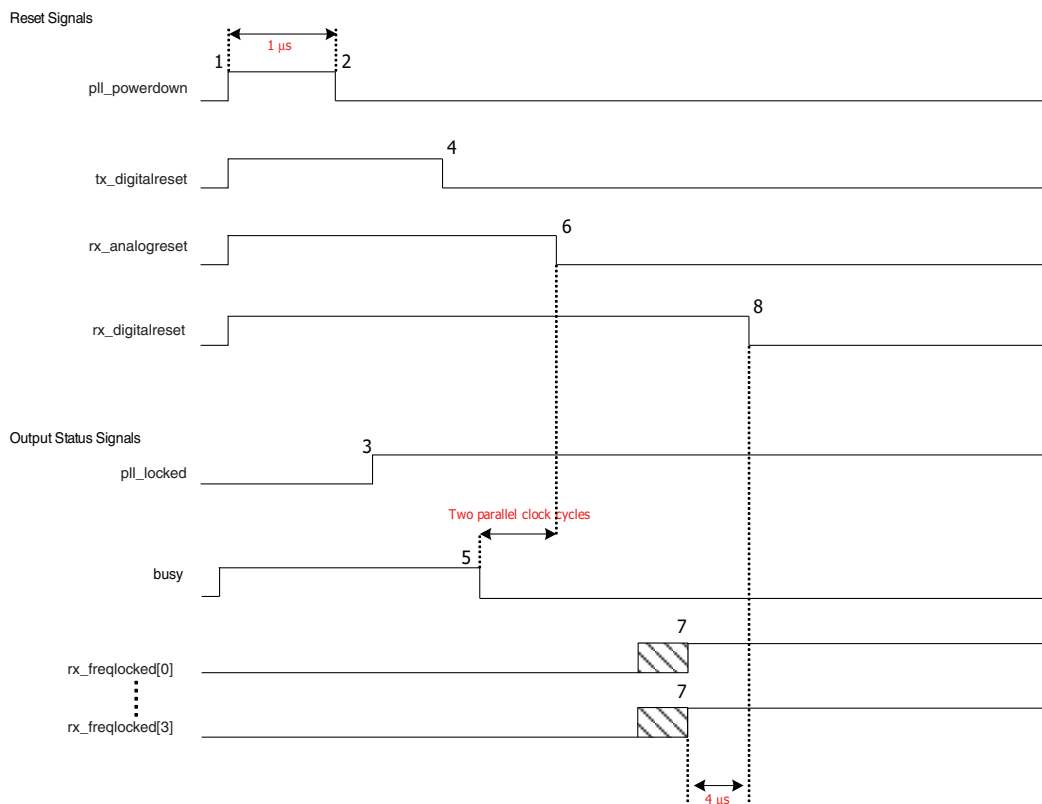 Reset Signals
1 μs
1
2
pll_powerdown
4
tx_digitalreset
6
rx_analogreset
8
rx_digitalreset
Output Status Signals
3
pll_locked
Two parallel clock cycles
5
busy
7
rx_freqlocked[0]
7
rx_freqlocked[3]
4 μs